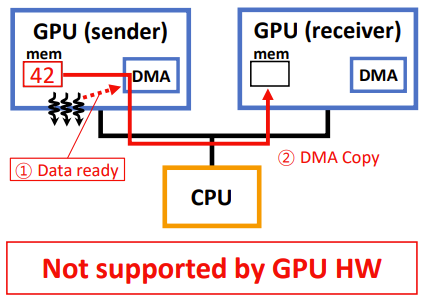 GPU (sender)
mem
42
DMA
GPU (receiver)
mem
DMA
① Data ready
② DMA Copy
CPU
Not supported by GPU HW